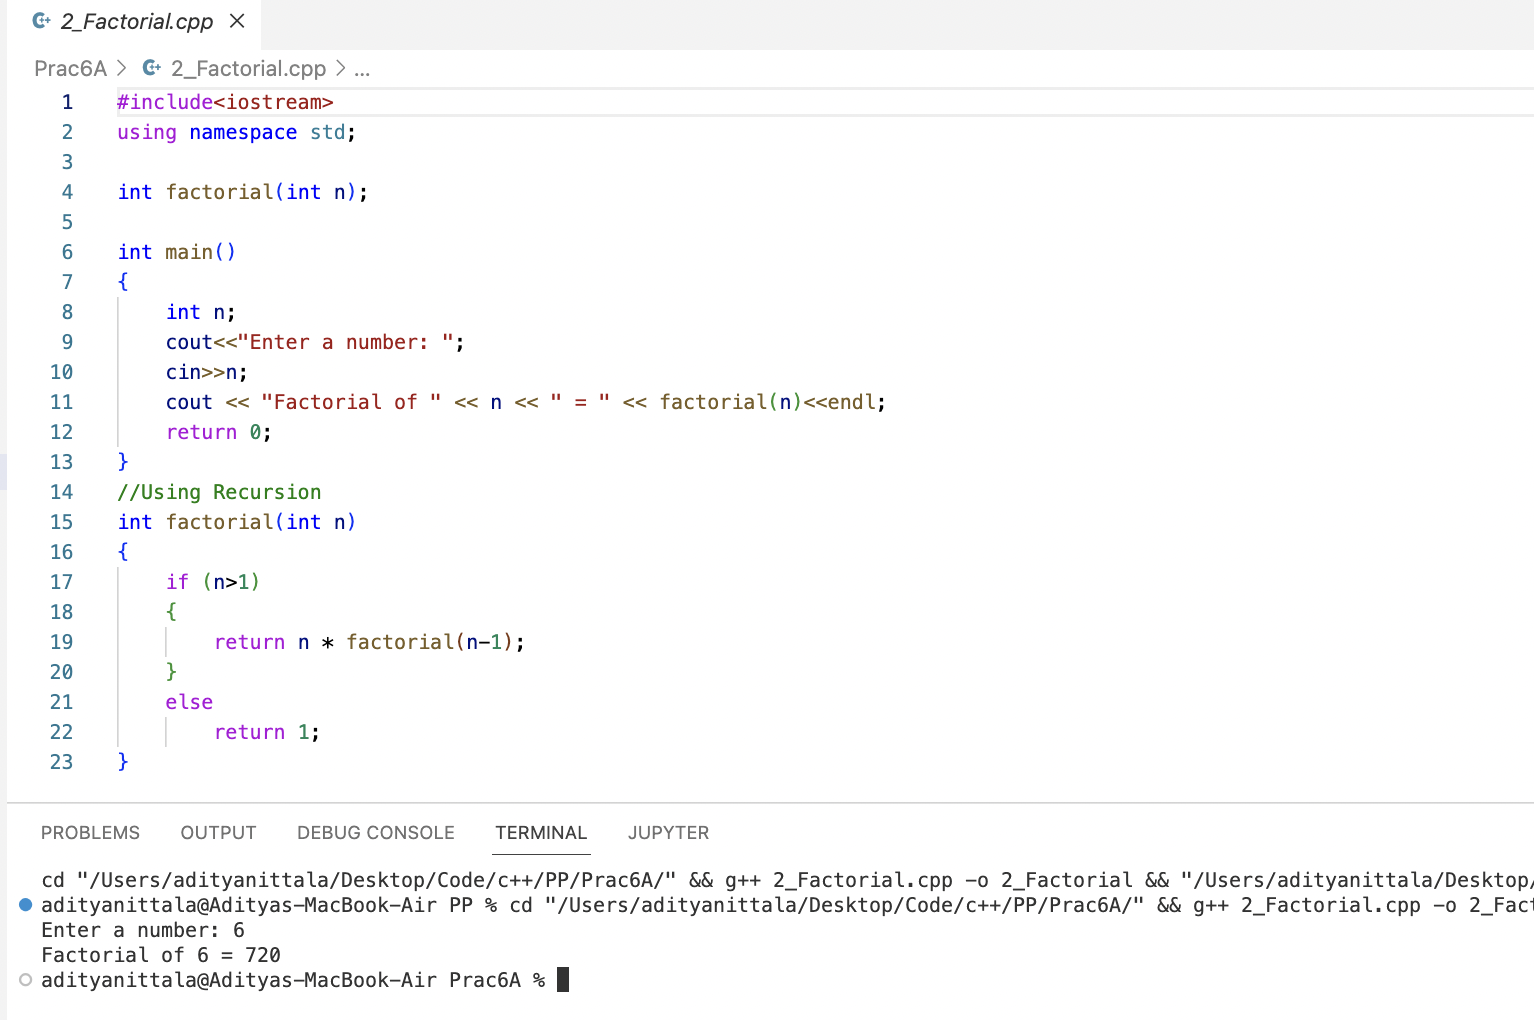 2_Factorial.cpp
Prac6A > 2_Factorial.cpp > ...
1 #include<iostream>
2 using namespace std;
3
4 int factorial(int n);
5
6 int main()
7 {
8     int n;
9     cout<<"Enter a number: ";
10     cin>>n;
11     cout << "Factorial of " << n << " = " << factorial(n)<<endl;
12     return 0;
13 }
14 //Using Recursion
15 int factorial(int n)
16 {
17     if (n>1)
18     {
19         return n * factorial(n-1);
20     }
21     else
22         return 1;
23 }
PROBLEMS OUTPUT DEBUG CONSOLE TERMINAL JUPYTER
cd "/Users/adityanittala/Desktop/Code/c++/PP/Prac6A/" && g++ 2_Factorial.cpp -o 2_Factorial && "/Users/adityanittala/Desktop/
adityanittala@Adityas-MacBook-Air PP % cd "/Users/adityanittala/Desktop/Code/c++/PP/Prac6A/" && g++ 2_Factorial.cpp -o 2_Fact
Enter a number: 6
Factorial of 6 = 720
adityanittala@Adityas-MacBook-Air Prac6A %